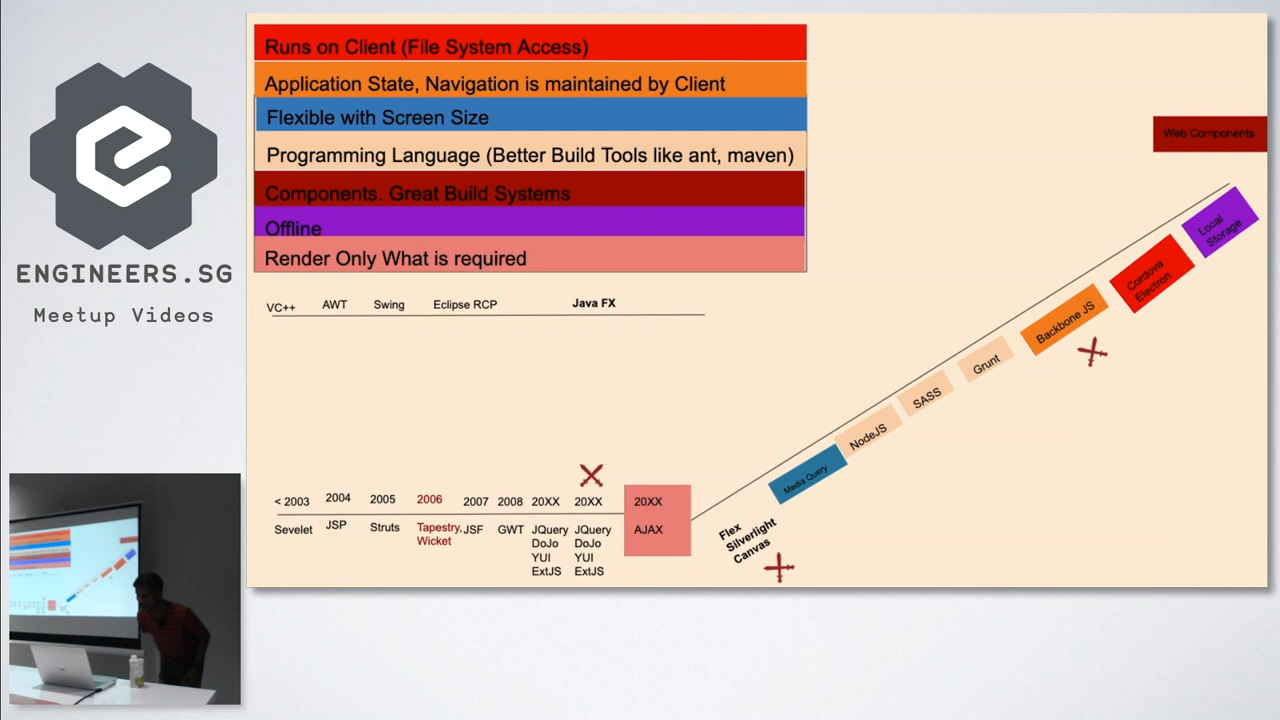 ENGINEERS.SG
Meetup Videos
Runs on Client (File System Access)
Application State, Navigation is maintained by Client
Flexible with Screen Size
Programming Language (Better Build Tools like ant, maven)
Components. Great Build Systems
Offline
Render Only What is required
VC++ AWT Swing Eclipse RCP Java FX
Web Components
Local
Storage
Cordova
Electron
Backbone JS
Grunt
SASS
NodeJS
Media Query
Flex
Silverlight
Canvas
< 2003 2004 2005 2006 2007 2008 20XX 20XX 20XX
Sevelet JSP Struts Tapestry, JSF GWT JQuery JQuery AJAX
Wicket DoJo DoJo
YUI YUI
ExtJS ExtJS